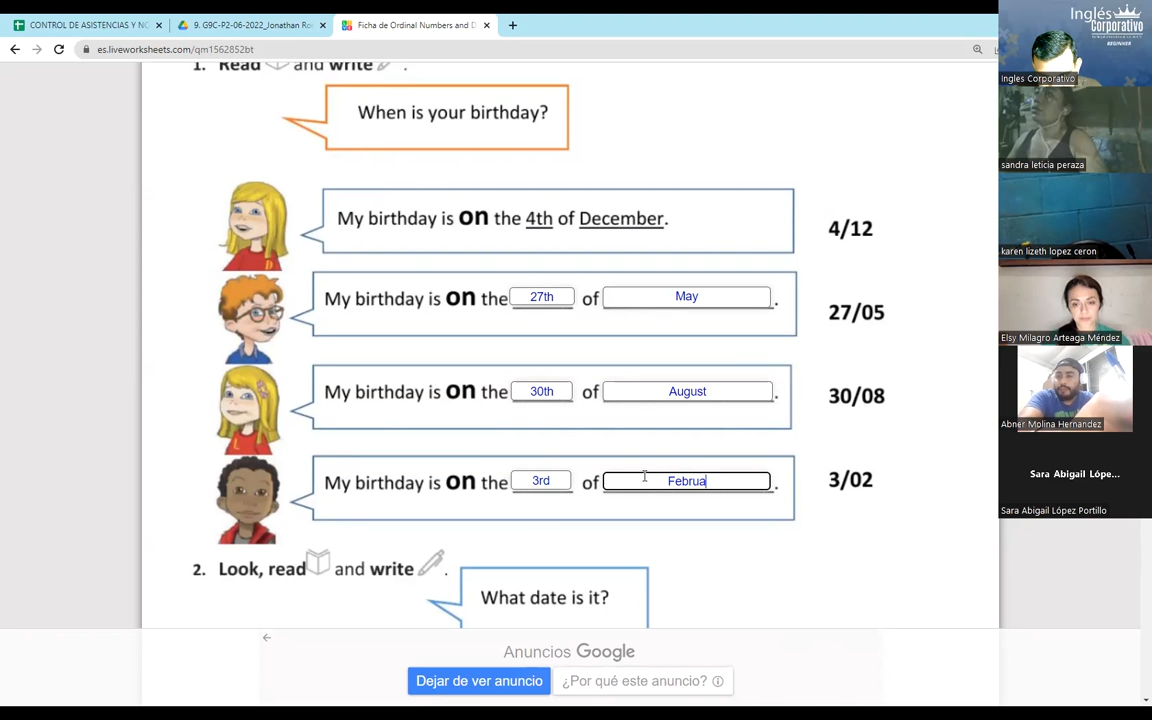 CONTROL DE ASISTENCIAS Y NO
9. G9C-P2-06-2022_Jonathan Ro
Ficha de Ordinal Numbers and D
es.liveworksheets.com/qm1562852bt
1. Read and write .
When is your birthday?
My birthday is on the 4th of December.
4/12
My birthday is on the 27th of May .
27/05
My birthday is on the 30th of August .
30/08
My birthday is on the 3rd of Februa .
3/02
2. Look, read and write .
What date is it?
Anuncios Google
Dejar de ver anuncio
¿Por qué este anuncio?
Inglés
Corporativo
BEGINNER
Ingles Corporativo
sandra leticia peraza
karen lizeth lopez ceron
Elsy Milagro Arteaga Méndez
Abner Molina Hernandez
Sara Abigail Lópe...
Sara Abigail López Portillo